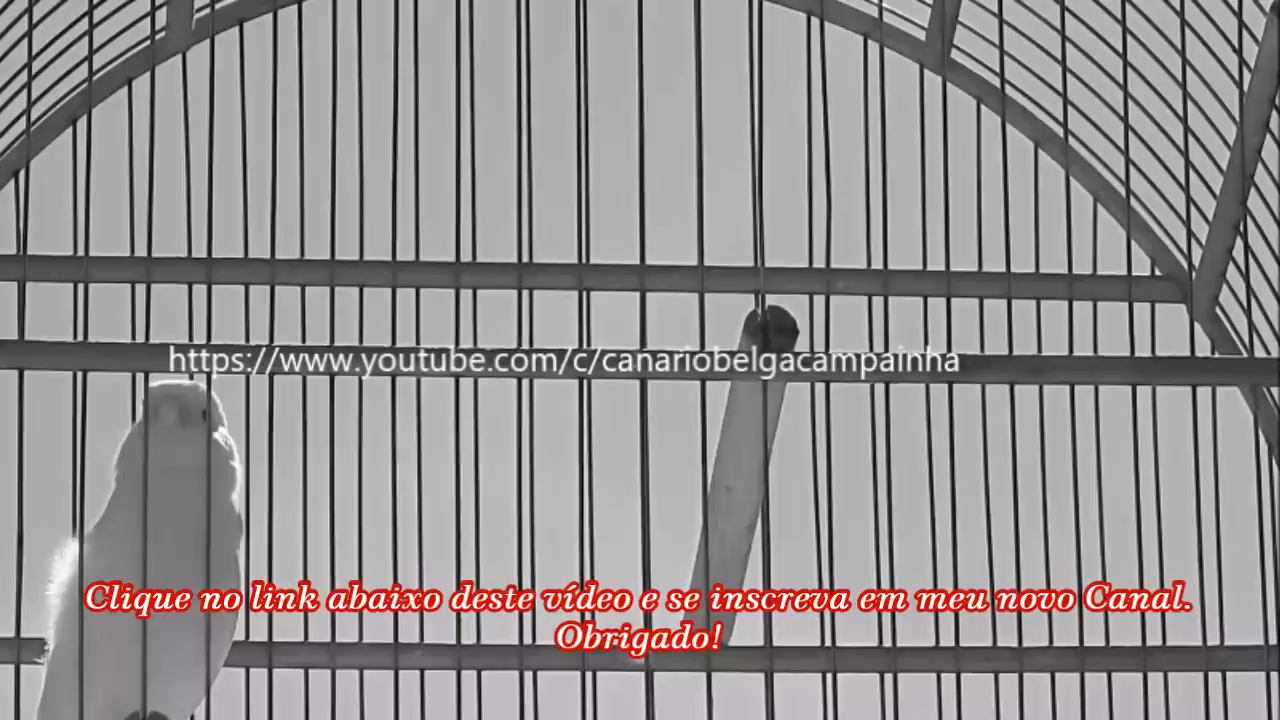 https://www.youtube.com/c/canariobelgacampainha
Clique no link abaixo deste vídeo e se inscreva em meu novo Canal.
Obrigado!